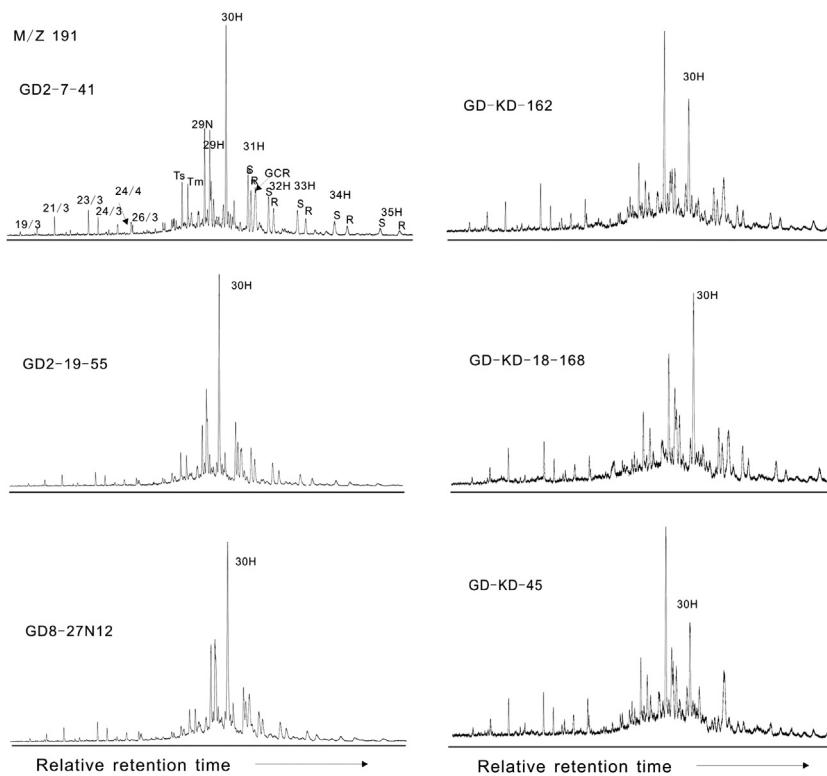 M/Z 191
GD2-7-41
30H
29N
29H
31H
S
R
GCR
Ts
Tm
S
32H
R
33H
S
R
34H
S
R
35H
S
R
19/3
21/3
23/3
24/3
24/4
26/3
GD2-19-55
30H
GD8-27N12
30H
Relative retention time
GD-KD-162
30H
GD-KD-18-168
30H
GD-KD-45
30H
Relative retention time